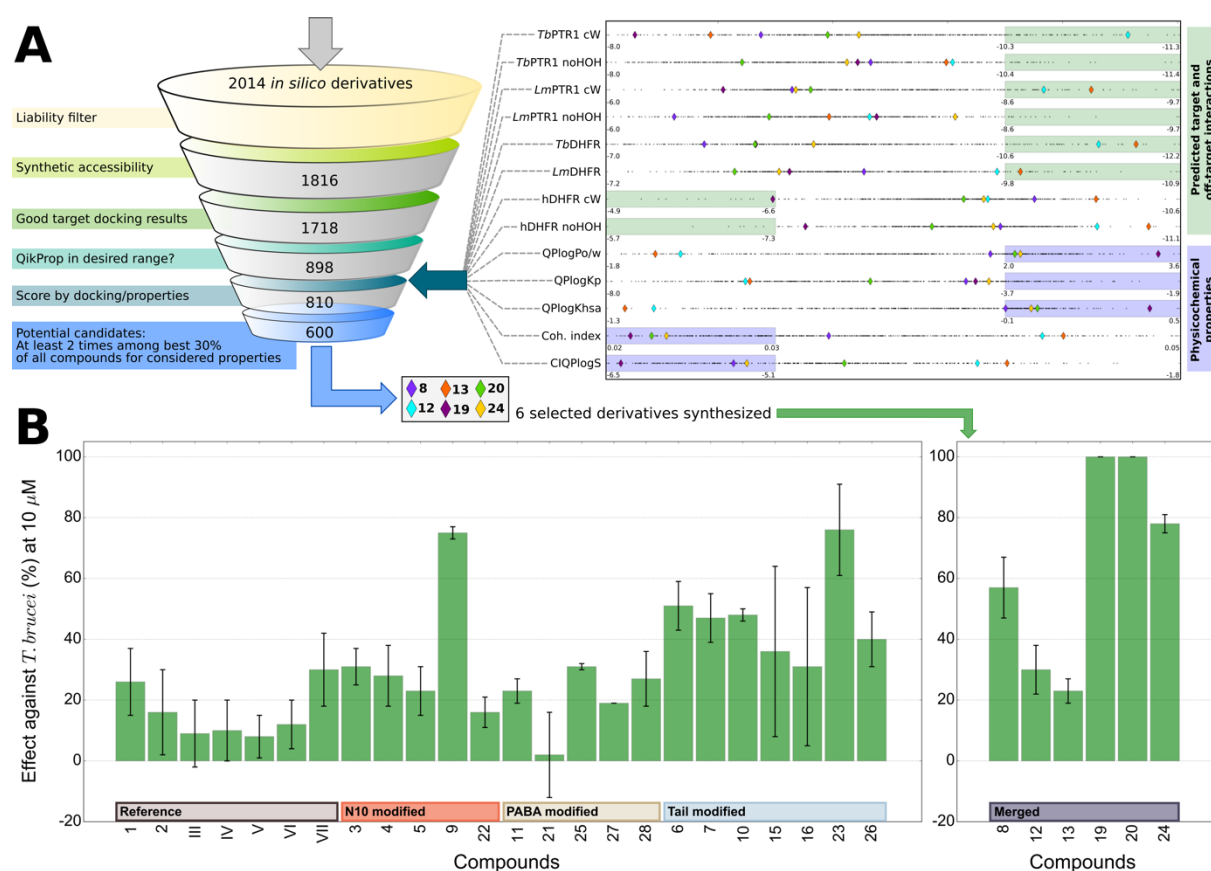 A
2014 in silico derivatives
Liability filter
Synthetic accessibility
1816
Good target docking results
1718
QikProp in desired range?
898
Score by docking/properties
810
Potential candidates:
At least 2 times among best 30%
of all compounds for considered properties
600
TbPTR1 cW
-8.0 -10.3 -11.3
TbPTR1 noHOH
-8.0 -10.4 -11.4
LmPTR1 cW
-6.0 -8.6 -9.7
LmPTR1 noHOH
-6.0 -8.6 -9.7
TbDHFR
-7.0 -10.6 -12.2
LmDHFR
-7.2 -9.8 -10.9
hDHFR cW
-4.9 -6.6 -10.6
hDHFR noHOH
-5.7 -7.3 -11.1
QPlogPo/w
-1.8 2.0 3.6
QPlogKp
-8.0 -3.7 -1.9
QPlogKhsa
-1.3 -0.1 0.5
Coh. index
0.02 0.03 0.05
CIQPlogS
-6.5 -5.1 -1.8
Predicted target and
off-target interactions
Physicochemical
properties
8 13 20
12 19 24
6 selected derivatives synthesized
B
Effect against T. brucei (%) at 10 μM
100
80
60
40
20
0
-20
Reference N10 modified PABA modified Tail modified
1 2 III IV V VI VII 3 4 5 9 22 11 21 25 27 28 6 7 10 15 16 23 26
Compounds
100
80
60
40
20
0
-20
Merged
8 12 13 19 20 24
Compounds